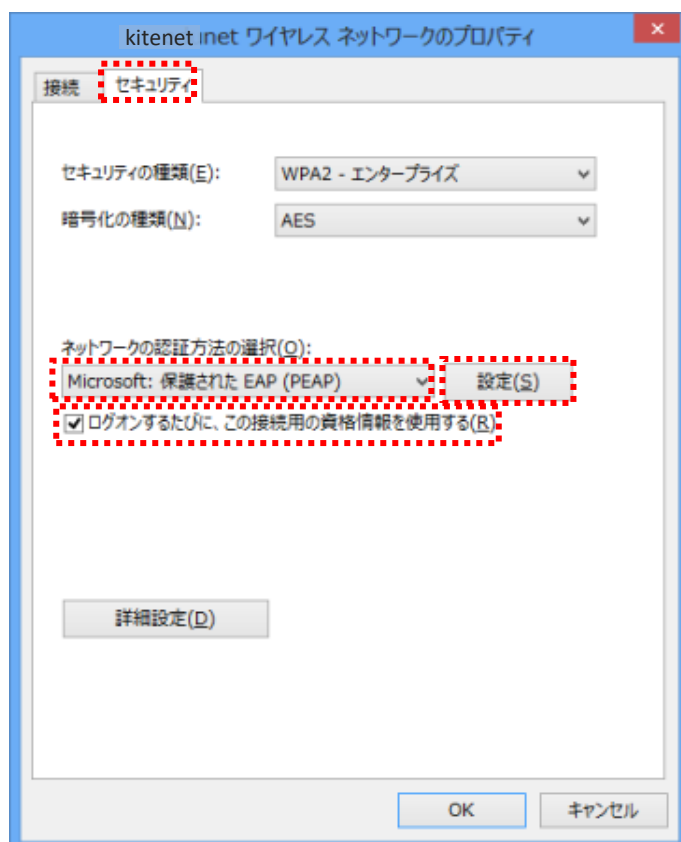 kitenet unet ワイヤレス ネットワークのプロパティ
接続 セキュリティ
セキュリティの種類(E): WPA2 - エンタープライズ
暗号化の種類(N): AES
ネットワークの認証方法の選択(O):
Microsoft: 保護された EAP (PEAP) 設定(S)
ログオンするたびに、この接続用の資格情報を使用する(R)
詳細設定(D)
OK キャンセル